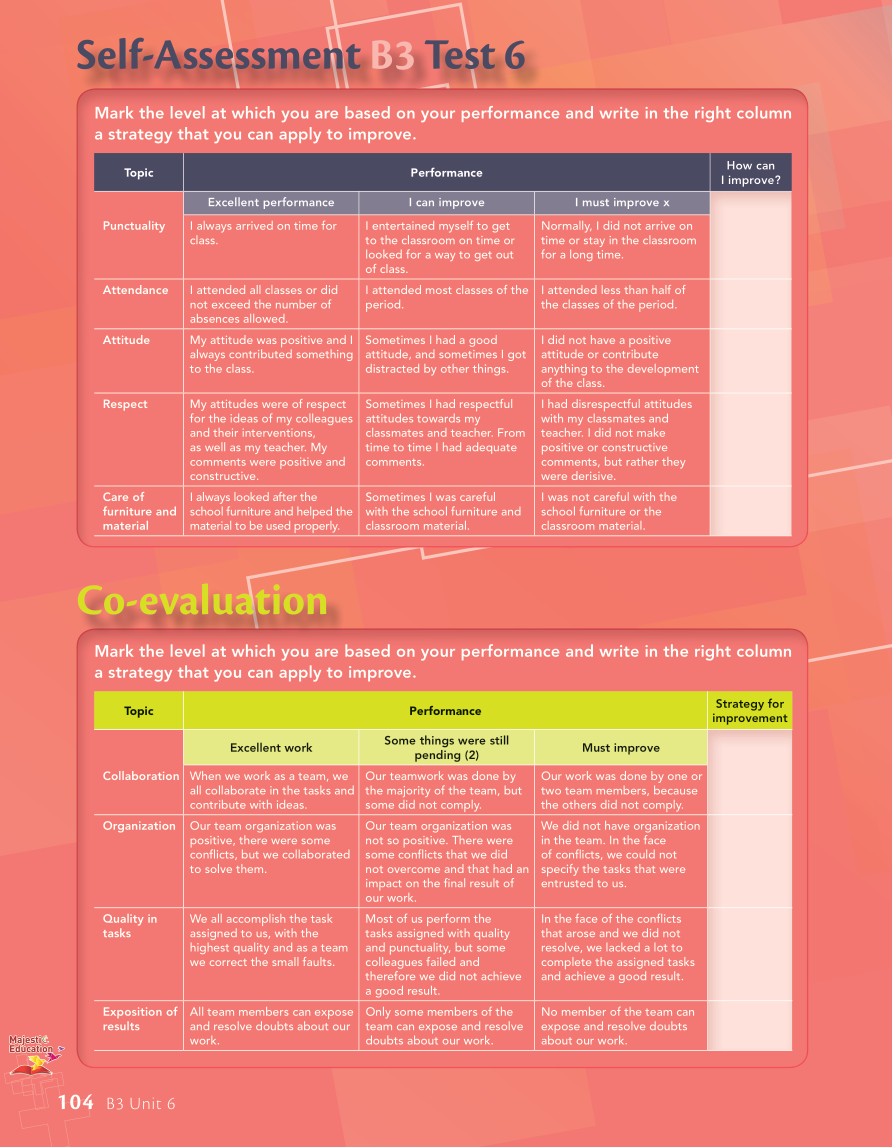 Self-Assessment B3 Test 6
Mark the level at which you are based on your performance and write in the right column
a strategy that you can apply to improve.
Topic
Performance
How can
I improve?
Excellent performance
I can improve
I must improve x
Punctuality
I always arrived on time for
class.
I entertained myself to get
to the classroom on time or
looked for a way to get out
of class.
Normally, I did not arrive on
time or stay in the classroom
for a long time.
Attendance
I attended all classes or did
not exceed the number of
absences allowed.
I attended most classes of the
period.
I attended less than half of
the classes of the period.
Attitude
My attitude was positive and I
always contributed something
to the class.
Sometimes I had a good
attitude, and sometimes I got
distracted by other things.
I did not have a positive
attitude or contribute
anything to the development
of the class.
Respect
My attitudes were of respect
for the ideas of my colleagues
and their interventions,
as well as my teacher. My
comments were positive and
constructive.
Sometimes I had respectful
attitudes towards my
classmates and teacher. From
time to time I had adequate
comments.
I had disrespectful attitudes
with my classmates and
teacher. I did not make
positive or constructive
comments, but rather they
were derisive.
Care of
furniture and
material
I always looked after the
school furniture and helped the
material to be used properly.
Sometimes I was careful
with the school furniture and
classroom material.
I was not careful with the
school furniture or the
classroom material.
Co-evaluation
Mark the level at which you are based on your performance and write in the right column
a strategy that you can apply to improve.
Topic
Performance
Strategy for
improvement
Excellent work
Some things were still
pending (2)
Must improve
Collaboration
When we work as a team, we
all collaborate in the tasks and
contribute with ideas.
Our teamwork was done by
the majority of the team, but
some did not comply.
Our work was done by one or
two team members, because
the others did not comply.
Organization
Our team organization was
positive, there were some
conflicts, but we collaborated
to solve them.
Our team organization was
not so positive. There were
some conflicts that we did
not overcome and that had an
impact on the final result of
our work.
We did not have organization
in the team. In the face
of conflicts, we could not
specify the tasks that were
entrusted to us.
Quality in
tasks
We all accomplish the task
assigned to us, with the
highest quality and as a team
we correct the small faults.
Most of us perform the
tasks assigned with quality
and punctuality, but some
colleagues failed and
therefore we did not achieve
a good result.
In the face of the conflicts
that arose and we did not
resolve, we lacked a lot to
complete the assigned tasks
and achieve a good result.
Exposition of
results
All team members can expose
and resolve doubts about our
work.
Only some members of the
team can expose and resolve
doubts about our work.
No member of the team can
expose and resolve doubts
about our work.
Majestic
Education
104 B3 Unit 6